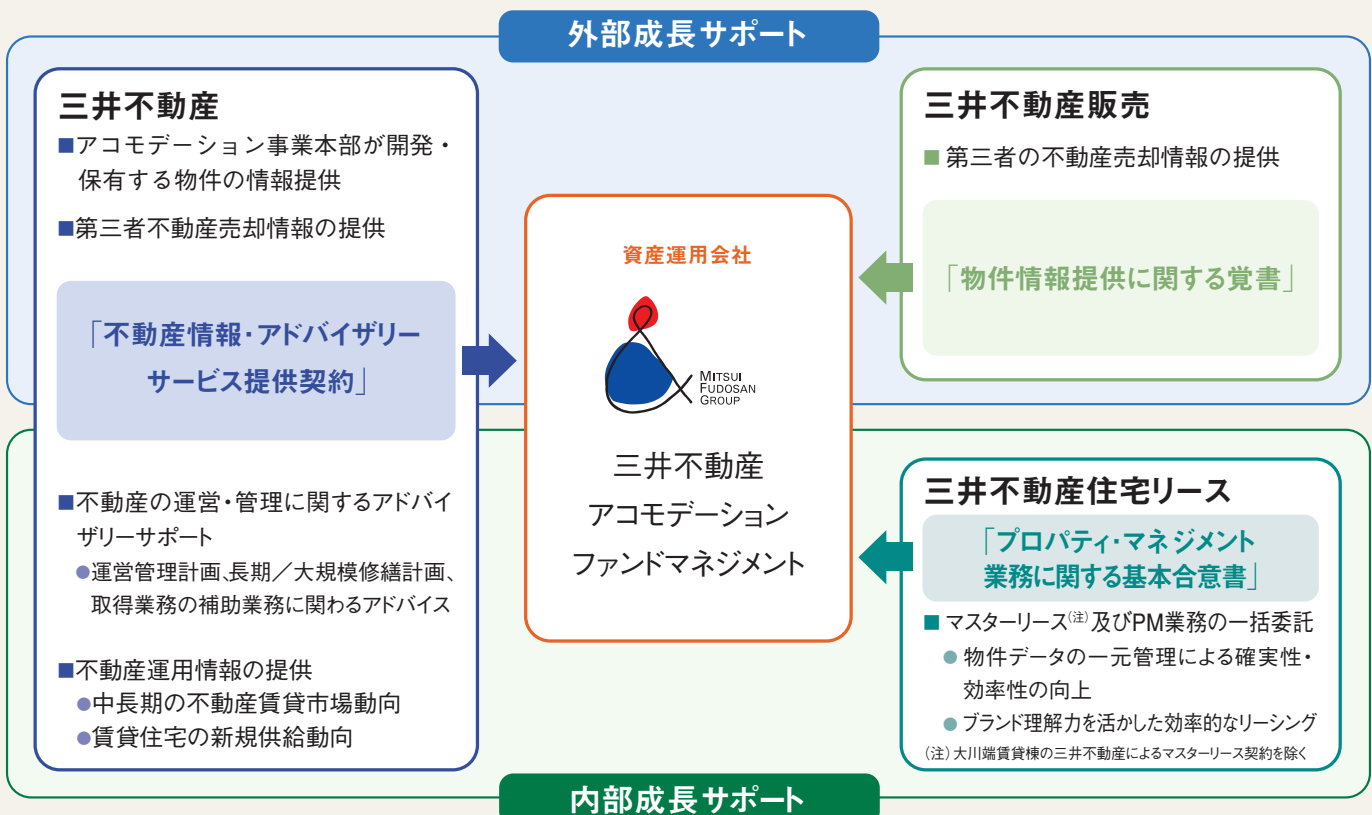 外部成長サポート
三井不動産
■アコモデーション事業本部が開発・
保有する物件の情報提供
■第三者不動産売却情報の提供
「不動産情報・アドバイザリー
サービス提供契約」
■不動産の運営・管理に関するアドバイ
ザリーサポート
●運営管理計画、長期／大規模修繕計画、
取得業務の補助業務に関わるアドバイス
■不動産運用情報の提供
●中長期の不動産賃貸市場動向
●賃貸住宅の新規供給動向
資産運用会社
MITSUI
FUDOSAN
GROUP
三井不動産
アコモデーション
ファンドマネジメント
三井不動産販売
■ 第三者の不動産売却情報の提供
「物件情報提供に関する覚書」
三井不動産住宅リース
「プロパティ・マネジメント
業務に関する基本合意書」
■ マスターリース(注)及びPM業務の一括委託
● 物件データの一元管理による確実性・
効率性の向上
● ブランド理解力を活かした効率的なリーシング
(注)大川端賃貸棟の三井不動産によるマスターリース契約を除く
内部成長サポート